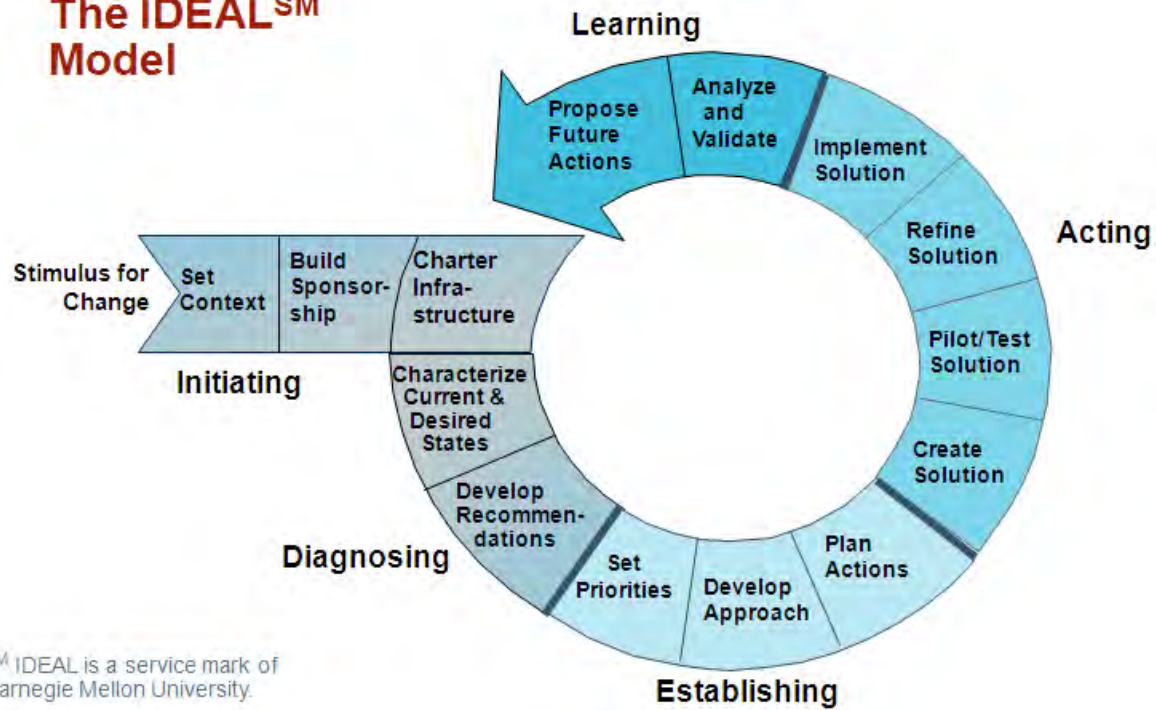 The IDEAL℠
Model
Learning
Propose
Future
Actions
Analyze
and
Validate
Implement
Solution
Refine
Solution
Acting
Pilot/Test
Solution
Create
Solution
Stimulus for
Change
Set
Context
Build
Sponsor-
ship
Charter
Infra-
structure
Initiating
Characterize
Current &
Desired
States
Develop
Recommen-
dations
Diagnosing
Set
Priorities
Develop
Approach
Plan
Actions
Establishing
M IDEAL is a service mark of
arnegie Mellon University.